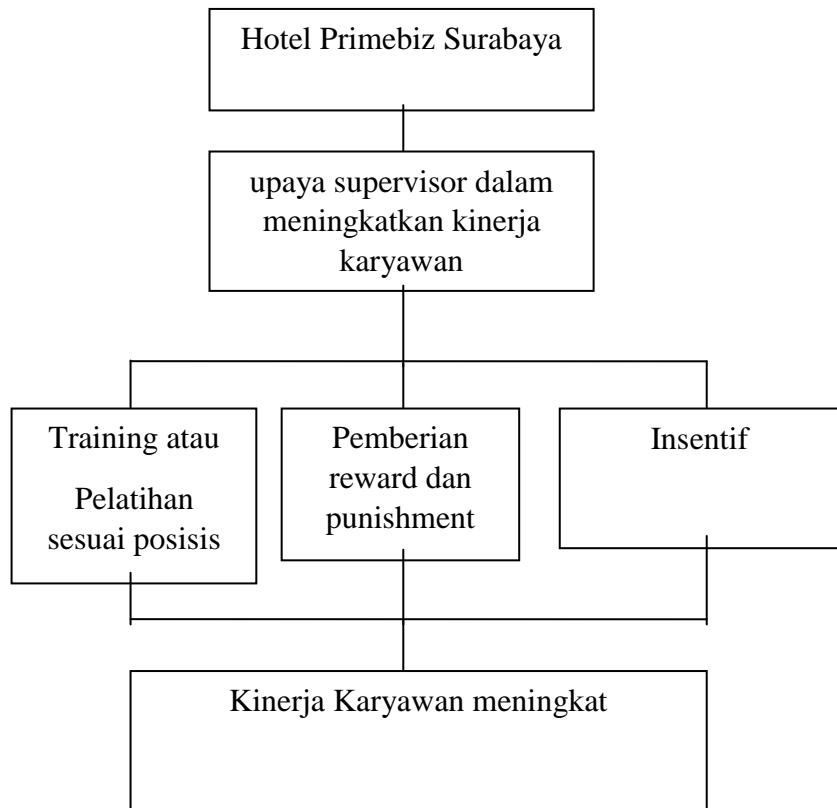 Hotel Primebiz Surabaya
upaya supervisor dalam
meningkatkan kinerja
karyawan
Training atau
Pelatihan
sesuai posisis
Pemberian
reward dan
punishment
Insentif
Kinerja Karyawan meningkat